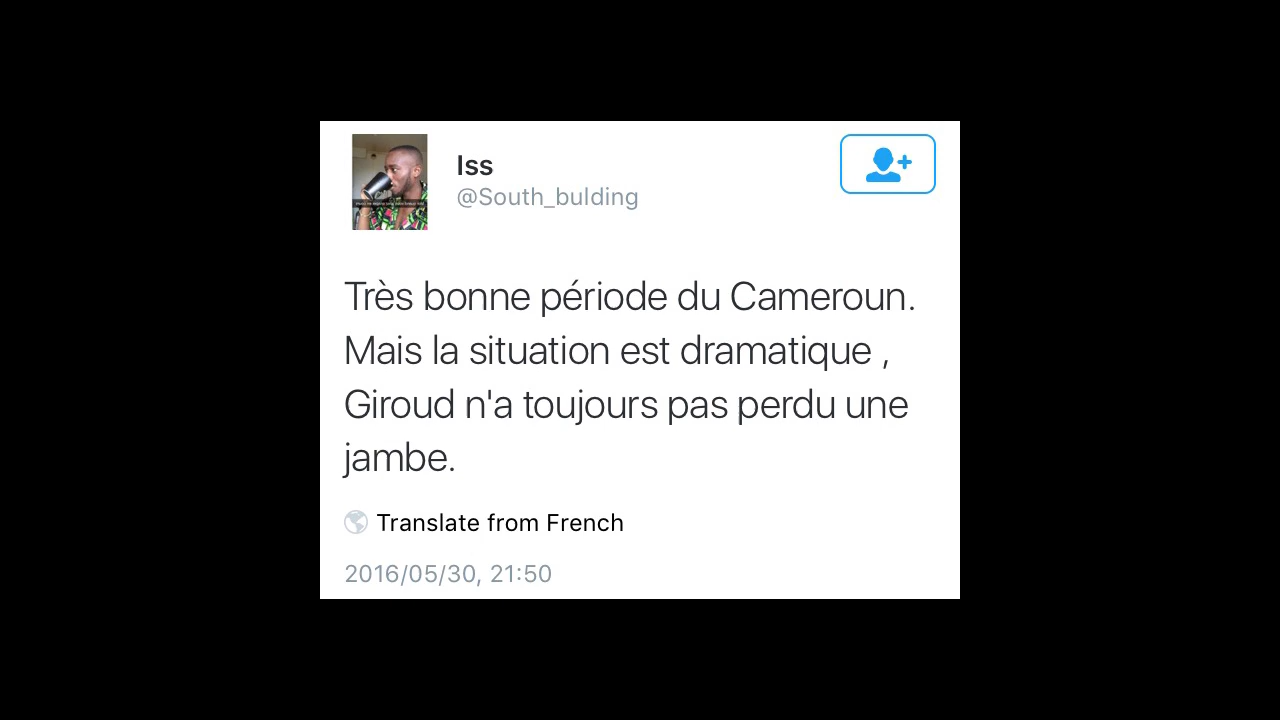 Iss
@South_bulding
Très bonne période du Cameroun.
Mais la situation est dramatique ,
Giroud n'a toujours pas perdu une
jambe.
Translate from French
2016/05/30, 21:50